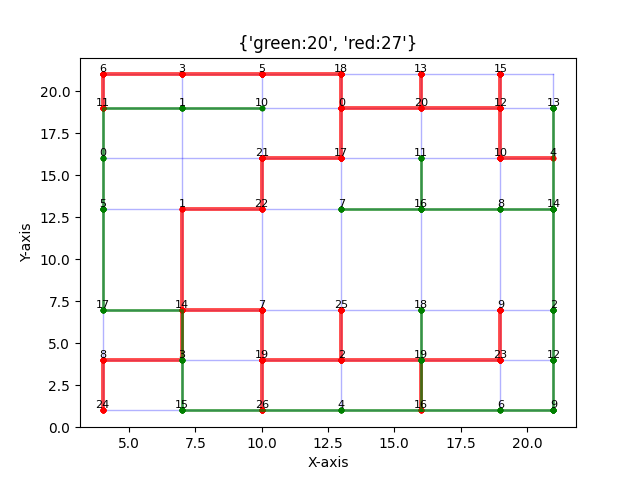 {'green:20', 'red:27'}
6 3 5 18 13 15
20.0
11 1 10 0 20 12 13
17.5
0 21 17 11 10 4
15.0
5 1 22 7 16 8 14
12.5
Y-axis
10.0
7.5
17 14 7 25 18 9 2
5.0
8 3 19 2 19 23 12
2.5
24 15 26 4 16 6 9
0.0
5.0 7.5 10.0 12.5 15.0 17.5 20.0
X-axis